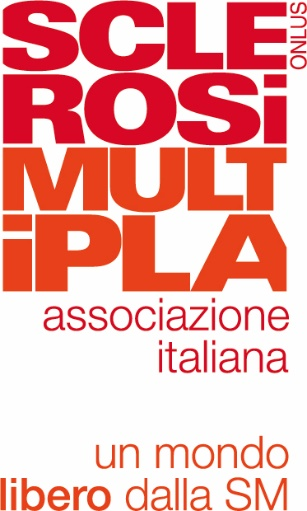 SCLE
ROSi
MULT
iPLA
ONLUS
associazione
italiana
un mondo
libero dalla SM